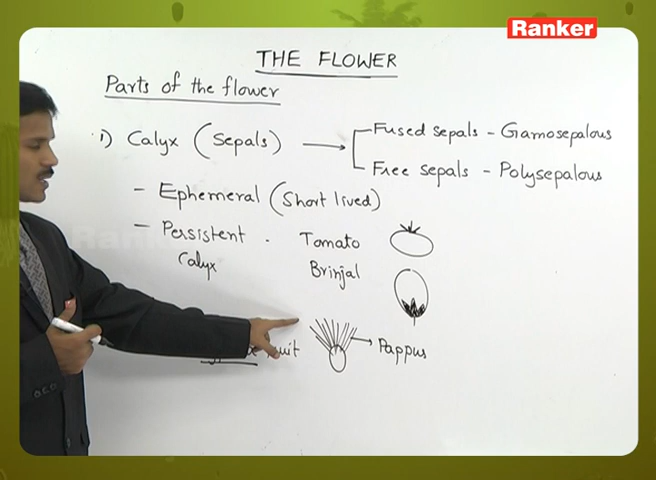 Ranker
THE FLOWER
Parts of the flower
1) Calyx (Sepals) → Fused sepals - Gamosepalous
Free sepals - Polysepalous
- Ephemeral (Short lived)
- Persistent . Tomato
Calyx Brinjal
Pappus